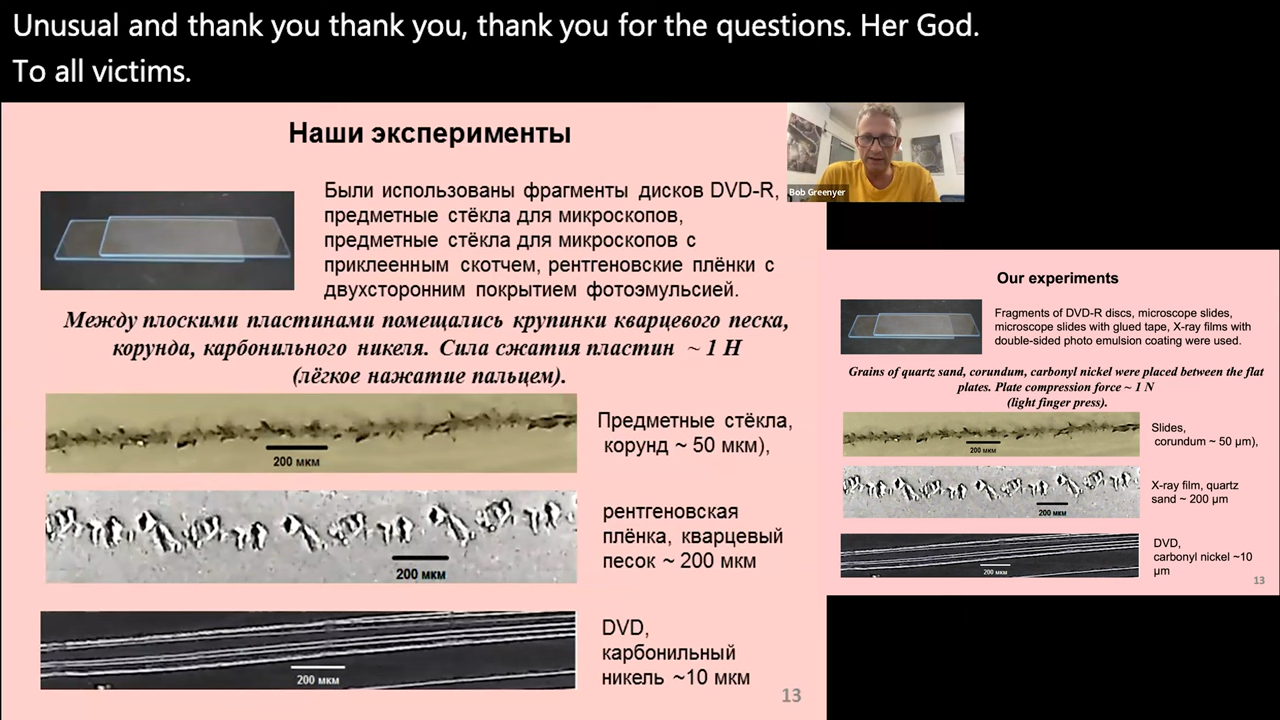 Unusual and thank you thank you, thank you for the questions. Her God.
To all victims.
Наши эксперименты
Были использованы фрагменты дисков DVD-R,
предметные стёкла для микроскопов,
предметные стёкла для микроскопов с
приклеенным скотчем, рентгеновские плёнки с
двухсторонним покрытием фотоэмульсией.
Между плоскими пластинами помещались крупинки кварцевого песка,
корунда, карбонильного никеля. Сила сжатия пластин ~ 1 Н
(лёгкое нажатие пальцем).
200 мкм
Предметные стёкла,
корунд ~ 50 мкм),
200 мкм
рентгеновская
плёнка, кварцевый
песок ~ 200 мкм
200 мкм
DVD,
карбонильный
никель ~10 мкм
13
Bob Greenyer
Our experiments
Fragments of DVD-R discs, microscope slides,
microscope slides with glued tape, X-ray films with
double-sided photo emulsion coating were used.
Grains of quartz sand, corundum, carbonyl nickel were placed between the flat
plates. Plate compression force ~ 1 N
(light finger press).
200 мкм
Slides,
corundum ~ 50 μm),
200 мкм
X-ray film, quartz
sand ~ 200 μm
200 мкм
DVD,
carbonyl nickel ~10
μm
13